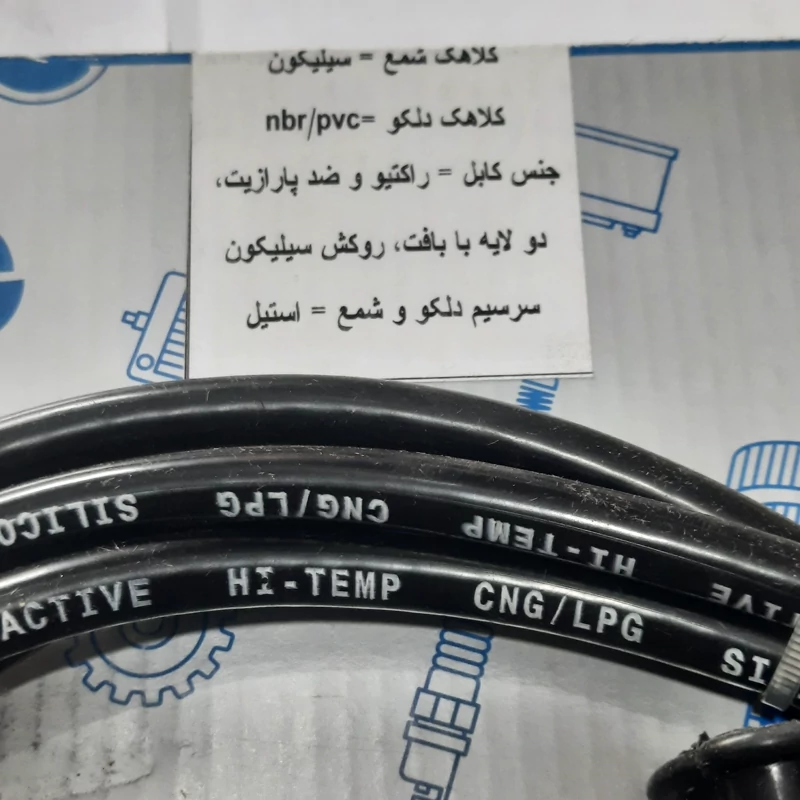 کلاهک شمع = سیلیکون
کلاهک دلکو =nbr/pvc
جنس کابل = راکتیو و ضد پارازیت،
دو لایه با بافت، روکش سیلیکون
سرسیم دلکو و شمع = استیل
HI-TEMP CNG/LPG SILICO
ACTIVE HI-TEMP CNG/LPG